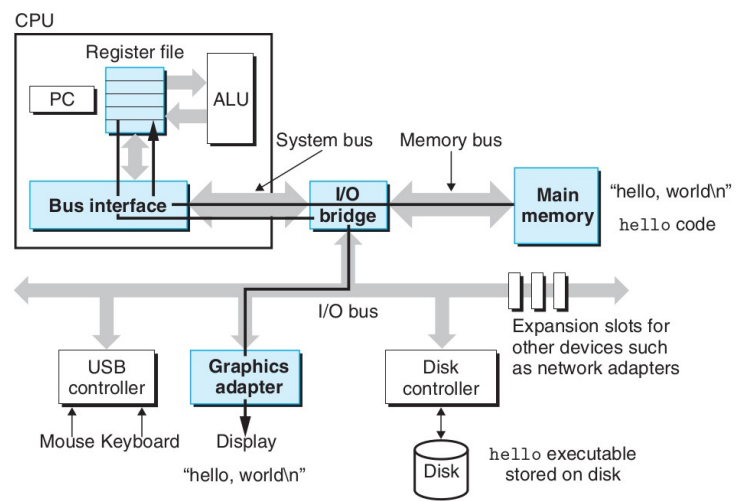 CPU
Register file
PC
ALU
System bus
Memory bus
Bus interface
I/O
bridge
Main
memory
“hello, world\n”
hello code
I/O bus
Expansion slots for
other devices such
as network adapters
USB
controller
Graphics
adapter
Disk
controller
Mouse Keyboard
Display
“hello, world\n”
Disk
hello executable
stored on disk